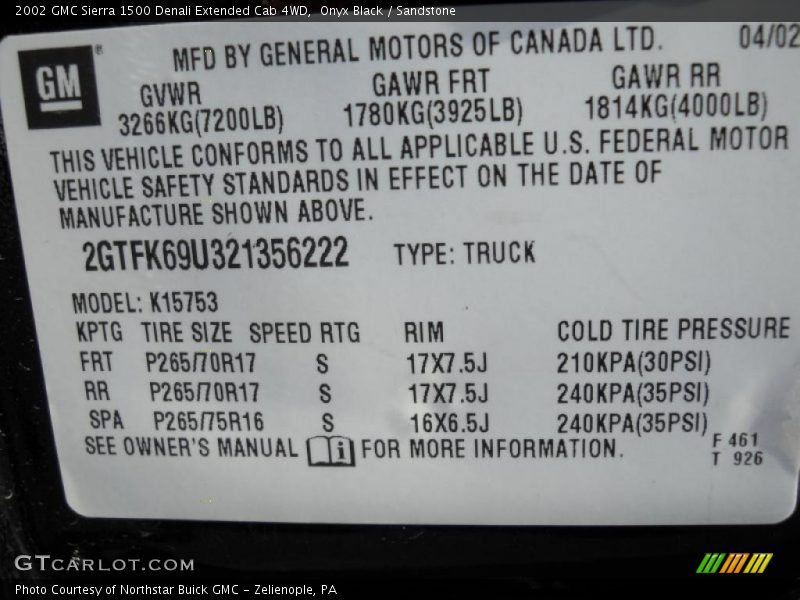 2002 GMC Sierra 1500 Denali Extended Cab 4WD,  Onyx Black / Sandstone
GM®
MFD BY GENERAL MOTORS OF CANADA LTD. 04/02
GVWR GAWR FRT GAWR RR
3266KG(7200LB) 1780KG(3925LB) 1814KG(4000LB)
THIS VEHICLE CONFORMS TO ALL APPLICABLE U.S. FEDERAL MOTOR
VEHICLE SAFETY STANDARDS IN EFFECT ON THE DATE OF
MANUFACTURE SHOWN ABOVE.
2GTFK69U321356222 TYPE: TRUCK
MODEL: K15753
KPTG TIRE SIZE SPEED RTG RIM COLD TIRE PRESSURE
FRT P265/70R17 S 17X7.5J 210KPA(30PSI)
RR P265/70R17 S 17X7.5J 240KPA(35PSI)
SPA P265/75R16 S 16X6.5J 240KPA(35PSI)
SEE OWNER'S MANUAL i FOR MORE INFORMATION.
F 461
T 926
GTCARLOT.COM
Photo Courtesy of Northstar Buick GMC - Zelienople, PA